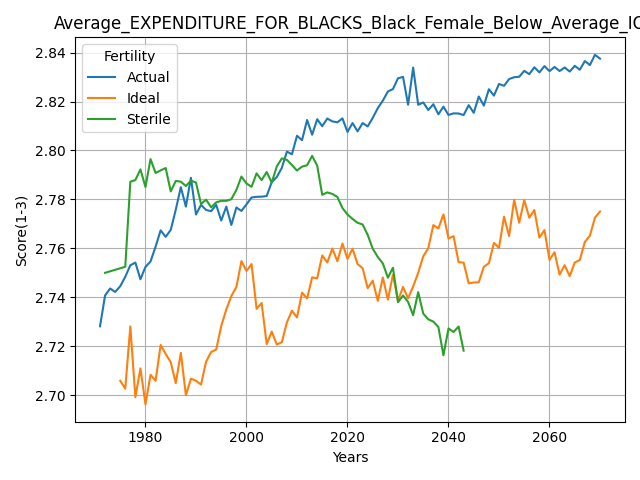 Average_EXPENDITURE_FOR_BLACKS_Black_Female_Below_Average_IC
2.84
2.82
2.80
2.78
2.76
2.74
2.72
2.70
Score(1-3)
Fertility
Actual
Ideal
Sterile
1980
2000
2020
2040
2060
Years